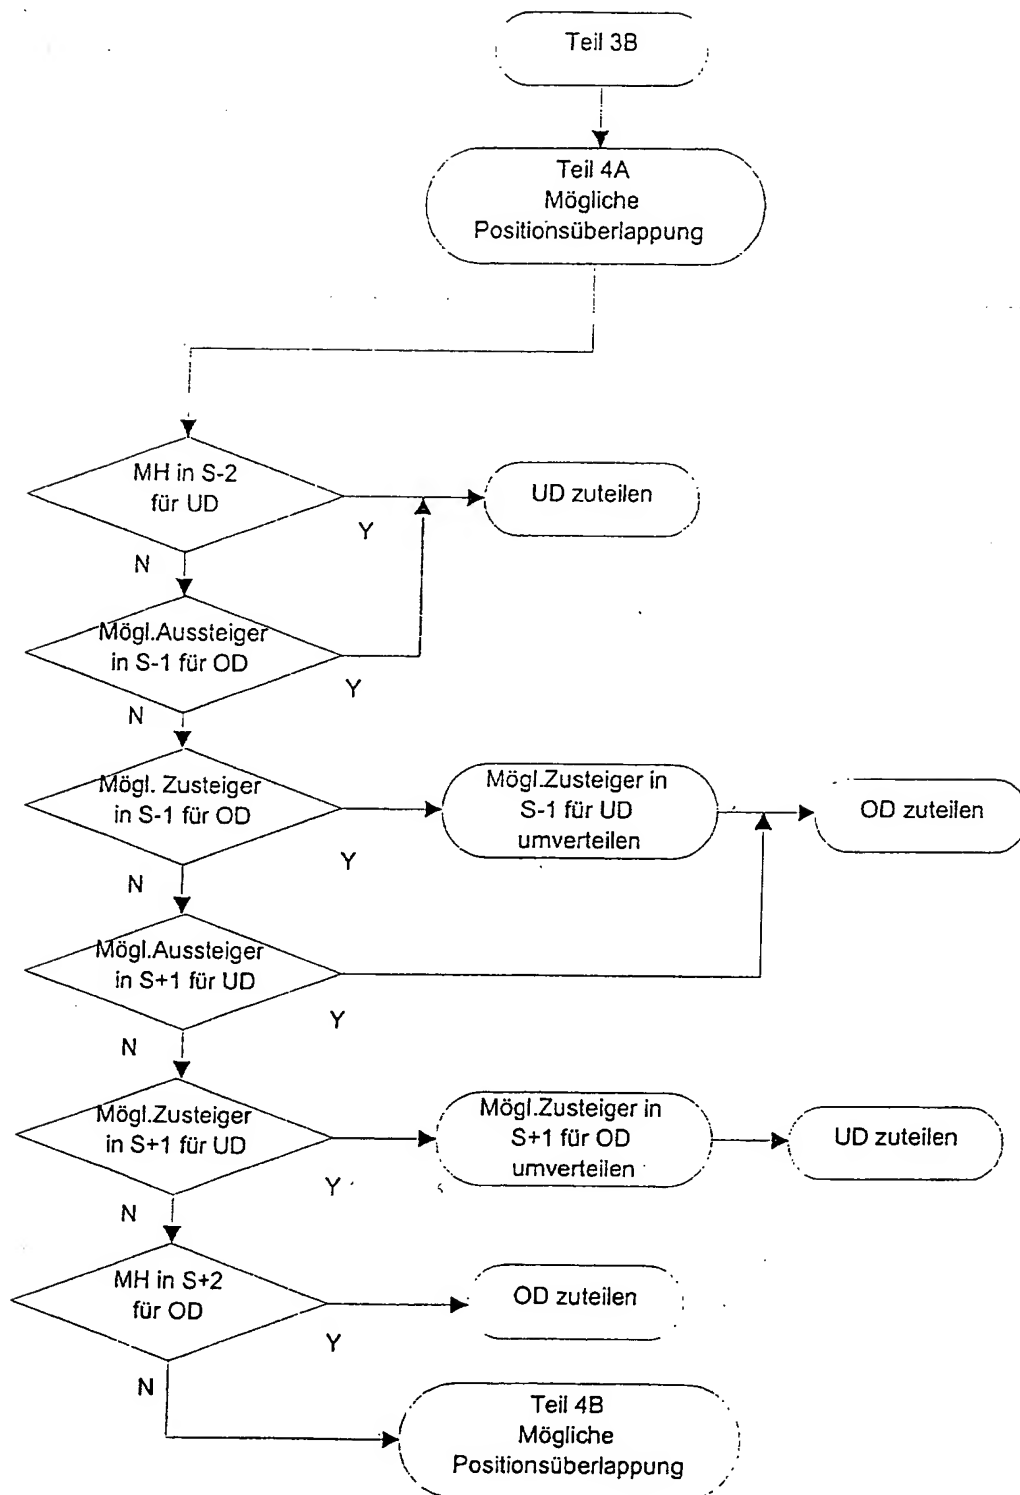 Teil 3B
Teil 4A
Mögliche
Positionsüberlappung
MH in S-2
für UD
Y
UD zuteilen
N
Mögl.Aussteiger
in S-1 für OD
Y
N
Mögl. Zusteiger
in S-1 für OD
Y
Mögl.Zusteiger in
S-1 für UD
umverteilen
OD zuteilen
N
Mögl.Aussteiger
in S+1 für UD
Y
N
Mögl.Zusteiger
in S+1 für UD
Y
Mögl.Zusteiger in
S+1 für OD
umverteilen
UD zuteilen
N
MH in S+2
für OD
Y
OD zuteilen
N
Teil 4B
Mögliche
Positionsüberlappung